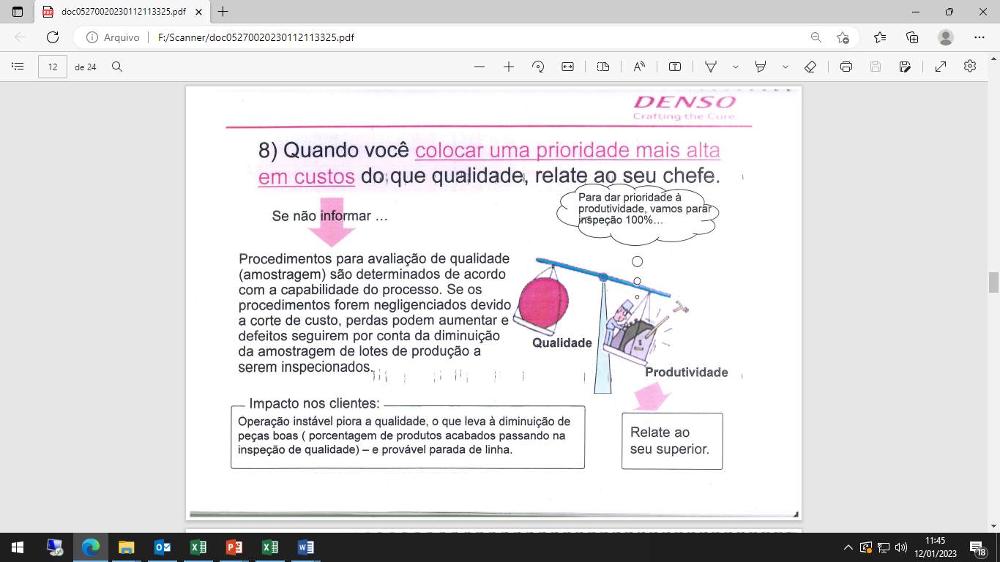 doc05270020230112113325.pdf
Arquivo
F:/Scanner/doc05270020230112113325.pdf
12
de 24
DENSO
Crafting the Core
8) Quando você colocar uma prioridade mais alta
em custos do que qualidade, relate ao seu chefe.
Para dar prioridade à
produtividade, vamos parar
inspeção 100%…
Se não informar …
Procedimentos para avaliação de qualidade
(amostragem) são determinados de acordo
com a capabilidade do processo. Se os
procedimentos forem negligenciados devido
a corte de custo, perdas podem aumentar e
defeitos seguirem por conta da diminuição
da amostragem de lotes de produção a
serem inspecionados.
Qualidade
Produtividade
Impacto nos clientes:
Operação instável piora a qualidade, o que leva à diminuição de
peças boas ( porcentagem de produtos acabados passando na
inspeção de qualidade) – e provável parada de linha.
Relate ao
seu superior.
11:45
12/01/2023
18